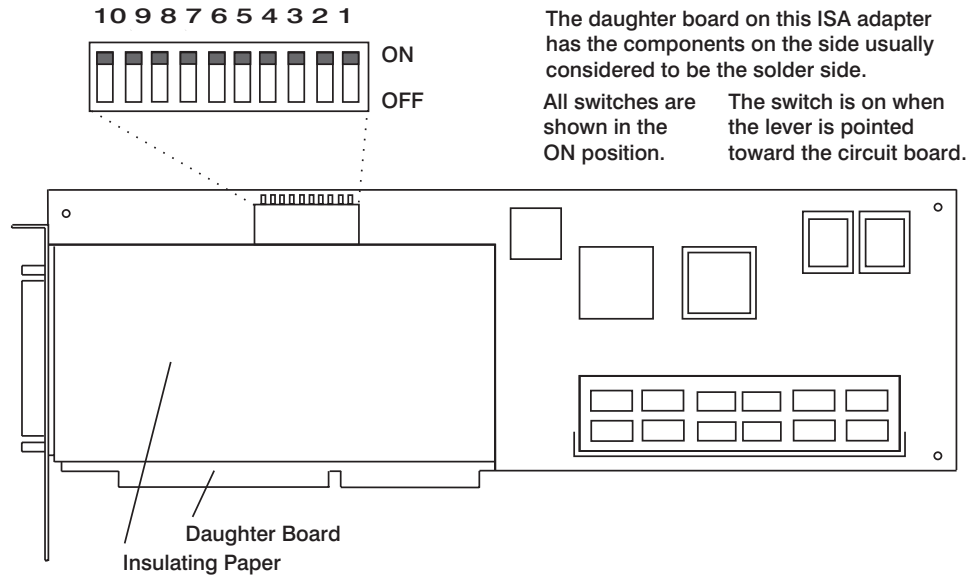 10 9 8 7 6 5 4 3 2 1
ON
OFF
The daughter board on this ISA adapter
has the components on the side usually
considered to be the solder side.
All switches are
shown in the
ON position.
The switch is on when
the lever is pointed
toward the circuit board.
Daughter Board
Insulating Paper